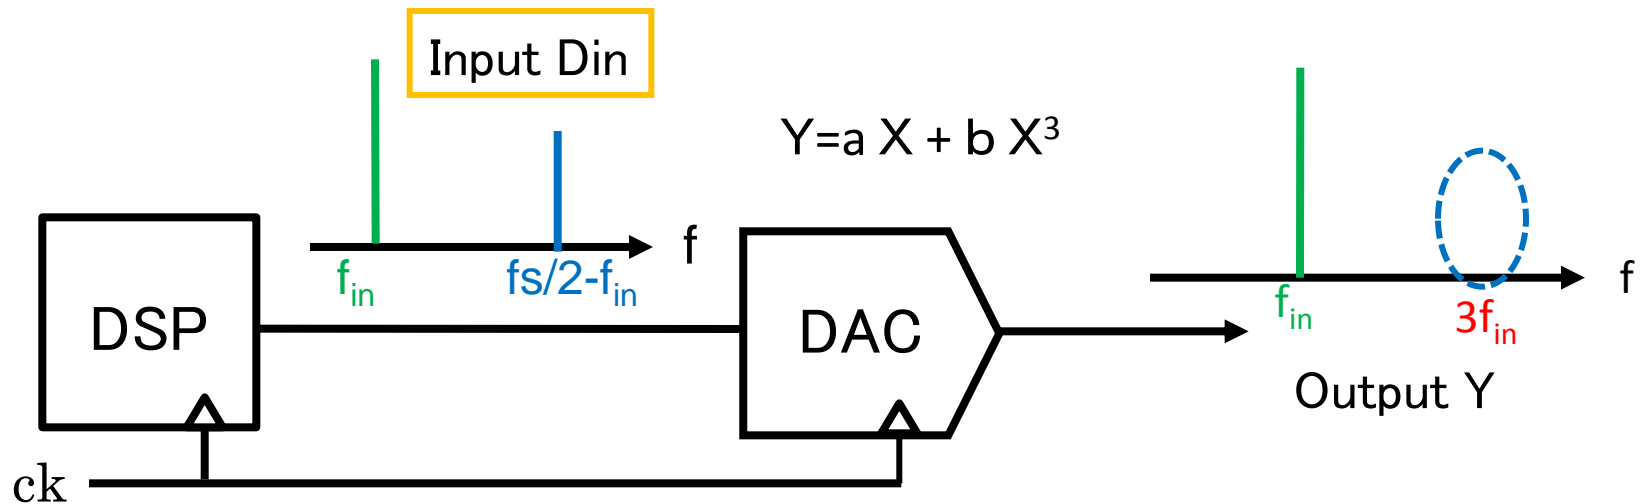 Input Din
Y=a X + b X³
f
fin
fs/2-fin
DSP
DAC
f
fin
3fin
Output Y
ck